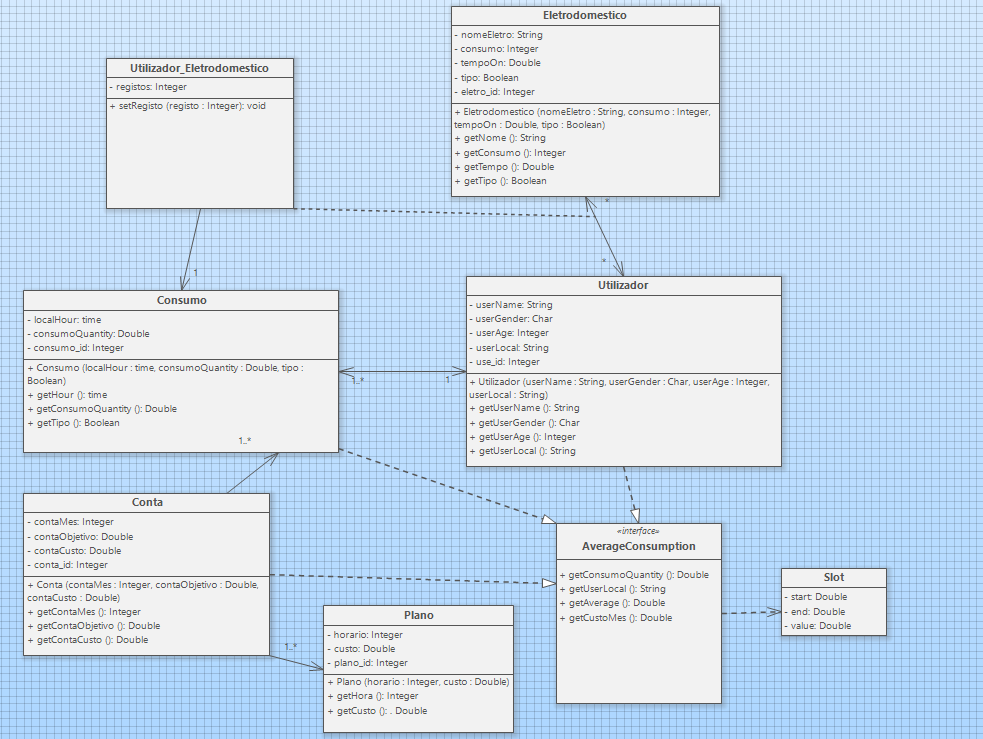 Eletrodomestico
- nomeEletro: String
- consumo: Integer
- tempoOn: Double
- tipo: Boolean
- eletro_id: Integer
+ Eletrodomestico (nomeEletro : String, consumo : Integer,
tempoOn : Double, tipo : Boolean)
+ getNome (): String
+ getConsumo (): Integer
+ getTempo (): Double
+ getTipo (): Boolean
Utilizador_Eletrodomestico
- registos: Integer
+ setRegisto (registo : Integer): void
*
*
1
Utilizador
- userName: String
- userGender: Char
- userAge: Integer
- userLocal: String
- use_id: Integer
+ Utilizador (userName : String, userGender : Char, userAge : Integer,
userLocal : String)
+ getUserName (): String
+ getUserGender (): Char
+ getUserAge (): Integer
+ getUserLocal (): String
Consumo
- localHour: time
- consumoQuantity: Double
- consumo_id: Integer
+ Consumo (localHour : time, consumoQuantity : Double, tipo :
Boolean)
+ getHour (): time
+ getConsumoQuantity (): Double
+ getTipo (): Boolean
1..*
1
1..*
Conta
- contaMes: Integer
- contaObjetivo: Double
- contaCusto: Double
- conta_id: Integer
+ Conta (contaMes : Integer, contaObjetivo : Double,
contaCusto : Double)
+ getContaMes (): Integer
+ getContaObjetivo (): Double
+ getContaCusto (): Double
1..*
«interface»
AverageConsumption
+ getConsumoQuantity (): Double
+ getUserLocal (): String
+ getAverage (): Double
+ getCustoMes (): Double
Slot
- start: Double
- end: Double
- value: Double
Plano
- horario: Integer
- custo: Double
- plano_id: Integer
+ Plano (horario : Integer, custo : Double)
+ getHora (): Integer
+ getCusto (): . Double